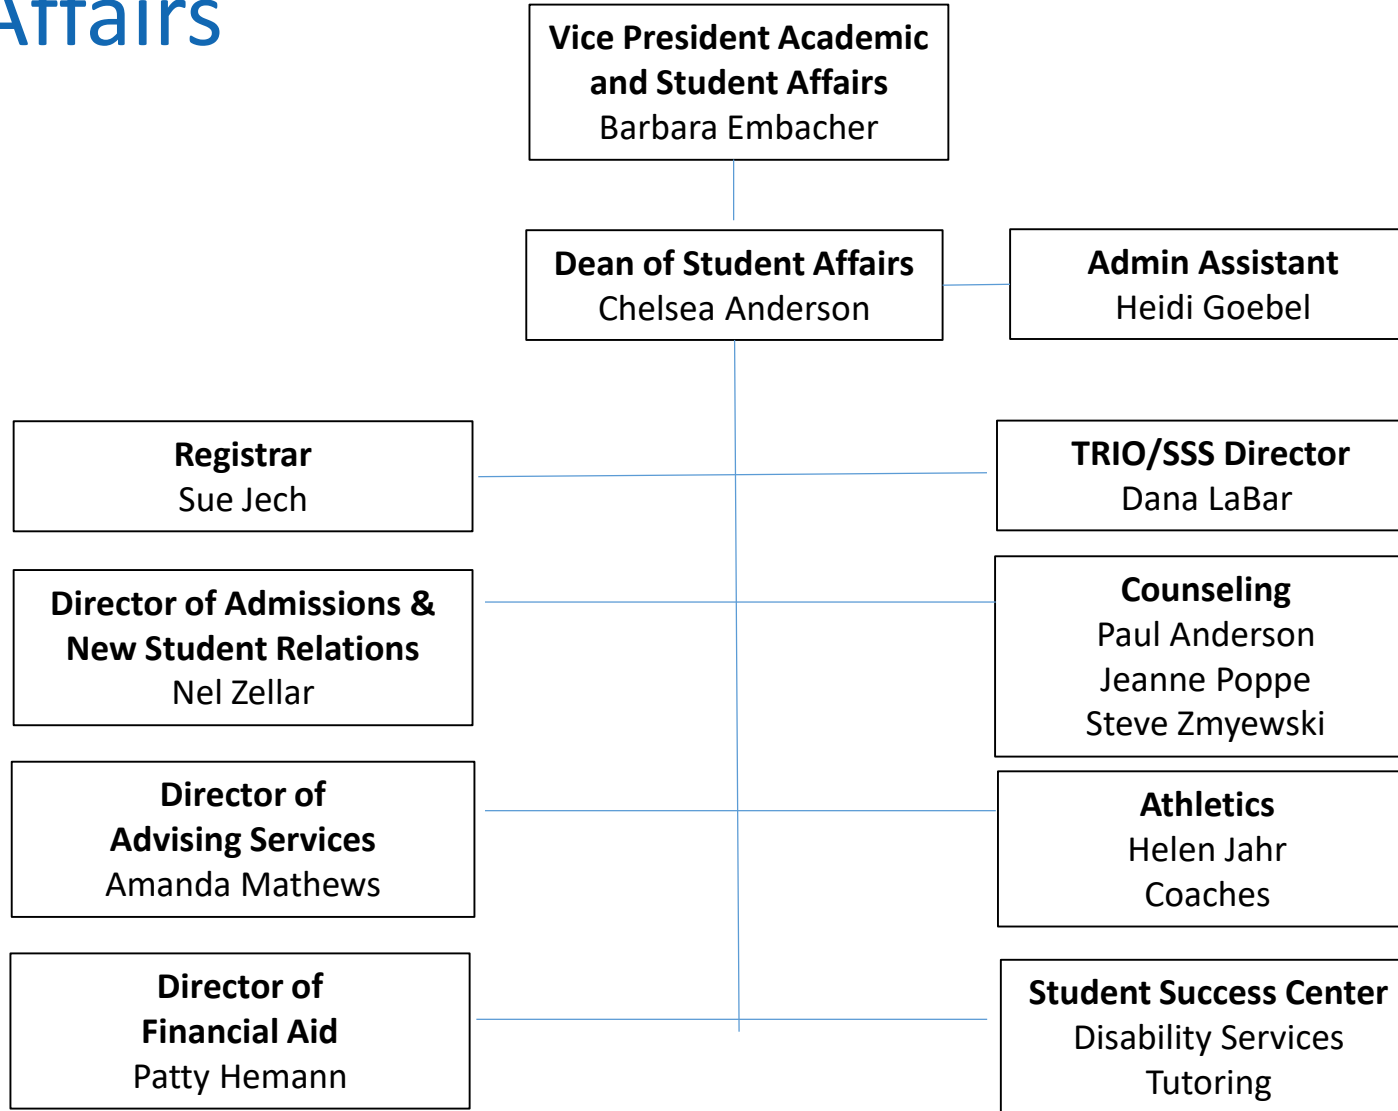 Affairs
Vice President Academic
and Student Affairs
Barbara Embacher
Dean of Student Affairs
Chelsea Anderson
Admin Assistant
Heidi Goebel
Registrar
Sue Jech
TRIO/SSS Director
Dana LaBar
Director of Admissions &
New Student Relations
Nel Zellar
Counseling
Paul Anderson
Jeanne Poppe
Steve Zmyewski
Director of
Advising Services
Amanda Mathews
Athletics
Helen Jahr
Coaches
Director of
Financial Aid
Patty Hemann
Student Success Center
Disability Services
Tutoring